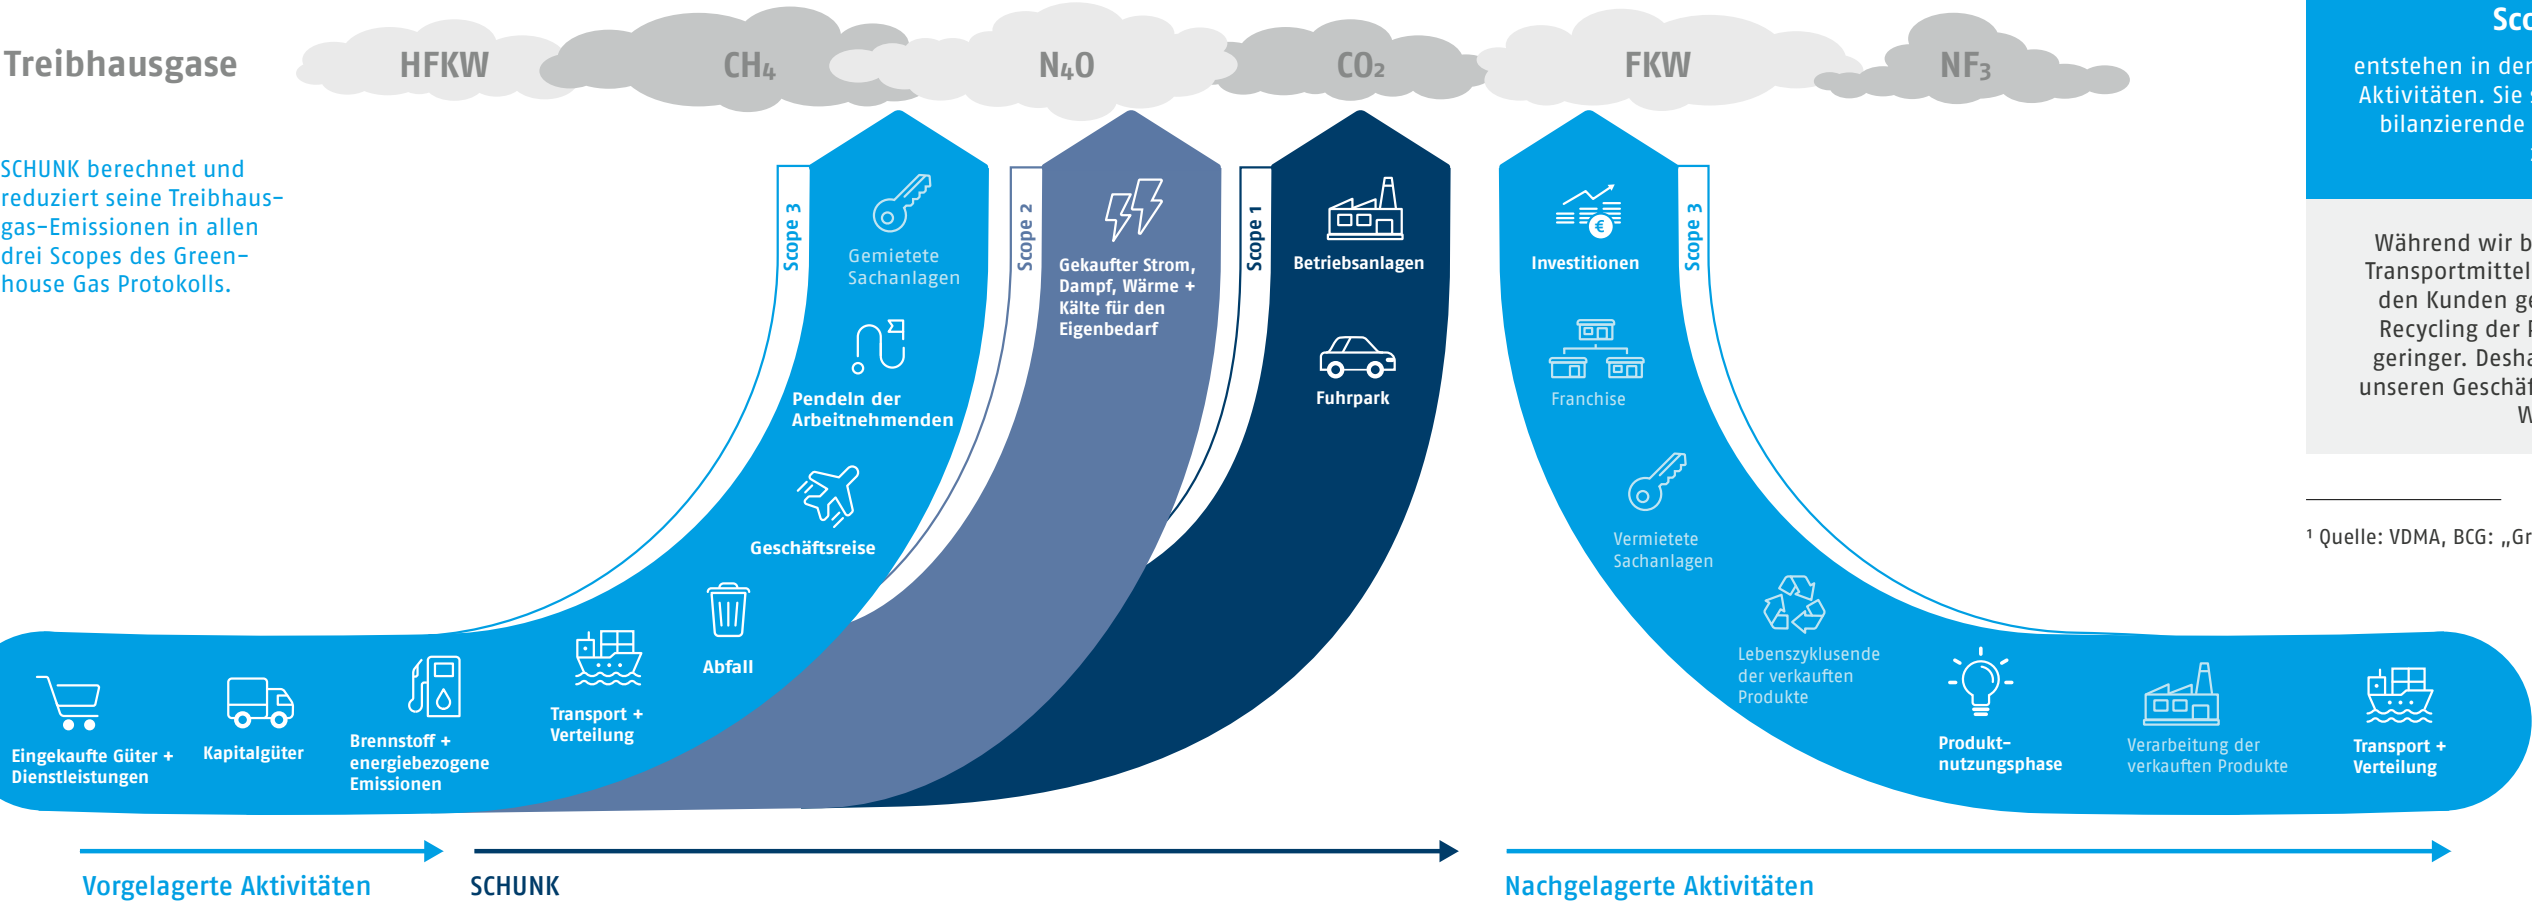 Treibhausgase
HFKW
CH₄
N₄O
CO₂
FKW
NF₃
SCHUNK berechnet und
reduziert seine Treibhaus-
gas-Emissionen in allen
drei Scopes des Green-
house Gas Protokolls.
Scope 3
Gemietete
Sachanlagen
Pendeln der
Arbeitnehmenden
Geschäftsreise
Abfall
Transport +
Verteilung
Brennstoff +
energiebezogene
Emissionen
Kapitalgüter
Eingekaufte Güter +
Dienstleistungen
Scope 2
Gekaufter Strom,
Dampf, Wärme +
Kälte für den
Eigenbedarf
Scope 1
Betriebsanlagen
Fuhrpark
Investitionen
Scope 3
Franchise
Vermietete
Sachanlagen
Lebenszyklusende
der verkauften
Produkte
Produkt-
nutzungsphase
Verarbeitung der
verkauften Produkte
Transport +
Verteilung
Vorgelagerte Aktivitäten
SCHUNK
Nachgelagerte Aktivitäten
entstehen in der
Aktivitäten. Sie
bilanzierende
Während wir
Transportmittel
den Kunden
Recycling der
geringer.
unseren
¹ Quelle: VDMA, BCG: